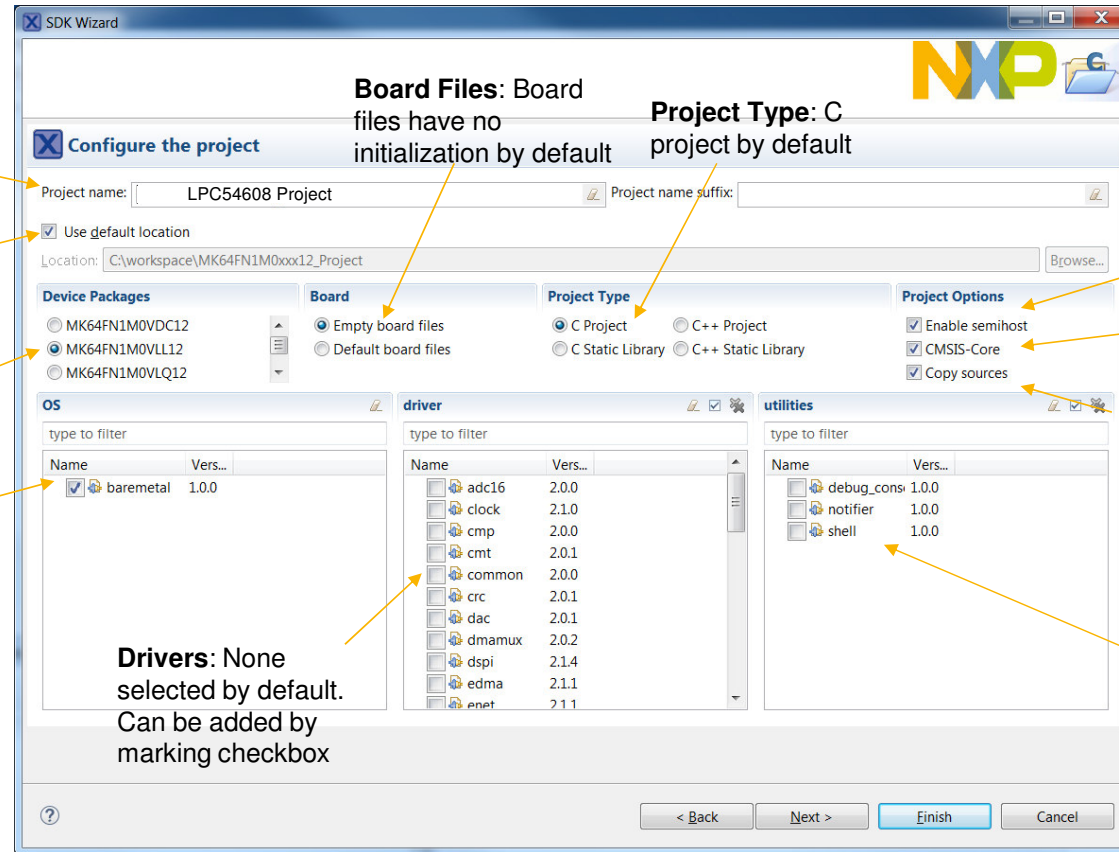 SDK Wizard
NXP
C
Board Files: Board
files have no
initialization by default
Project Type: C
project by default
Configure the project
Project name: LPC54608 Project
Project name suffix:
Use default location
Location: C:\workspace\MK64FN1M0xxx12_Project
Browse...
Device Packages
MK64FN1M0VDC12
MK64FN1M0VLL12
MK64FN1M0VLQ12
Board
Empty board files
Default board files
Project Type
C Project
C++ Project
C Static Library
C++ Static Library
Project Options
Enable semihost
CMSIS-Core
Copy sources
OS
type to filter
Name Vers...
baremetal 1.0.0
driver
type to filter
Name Vers...
adc16 2.0.0
clock 2.1.0
cmp 2.0.0
cmt 2.0.1
common 2.0.0
crc 2.0.1
dac 2.0.1
dmamux 2.0.2
dspi 2.1.4
edma 2.1.1
enet 2.1.1
utilities
type to filter
Name Vers...
debug_cons 1.0.0
notifier 1.0.0
shell 1.0.0
Drivers: None
selected by default.
Can be added by
marking checkbox
?
< Back
Next >
Finish
Cancel